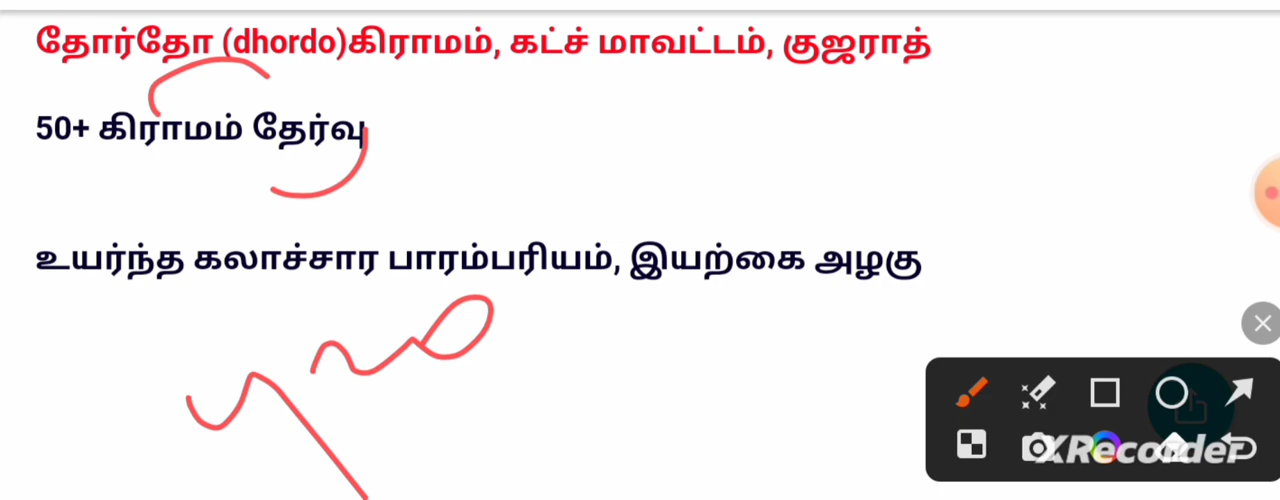 தோர்தோ (dhordo)கிராமம், கட்ச் மாவட்டம், குஜராத்
50+ கிராமம் தேர்வு
உயர்ந்த கலாச்சார பாரம்பரியம், இயற்கை அழகு
XRecorder